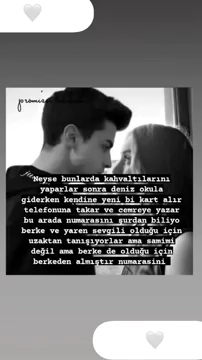 promise
Neyse bunlarda kahvaltılarını
yaparlar sonra deniz okula
giderken kendine yeni bi kart alır
telefonuna takar ve cemreye yazar
bu arada numarasını şurdan biliyo
berke ve yaren sevgili olduğu için
uzaktan tanışıyorlar ama samimi
değil ama berke de olduğu için
berkeden almıştır numarasini